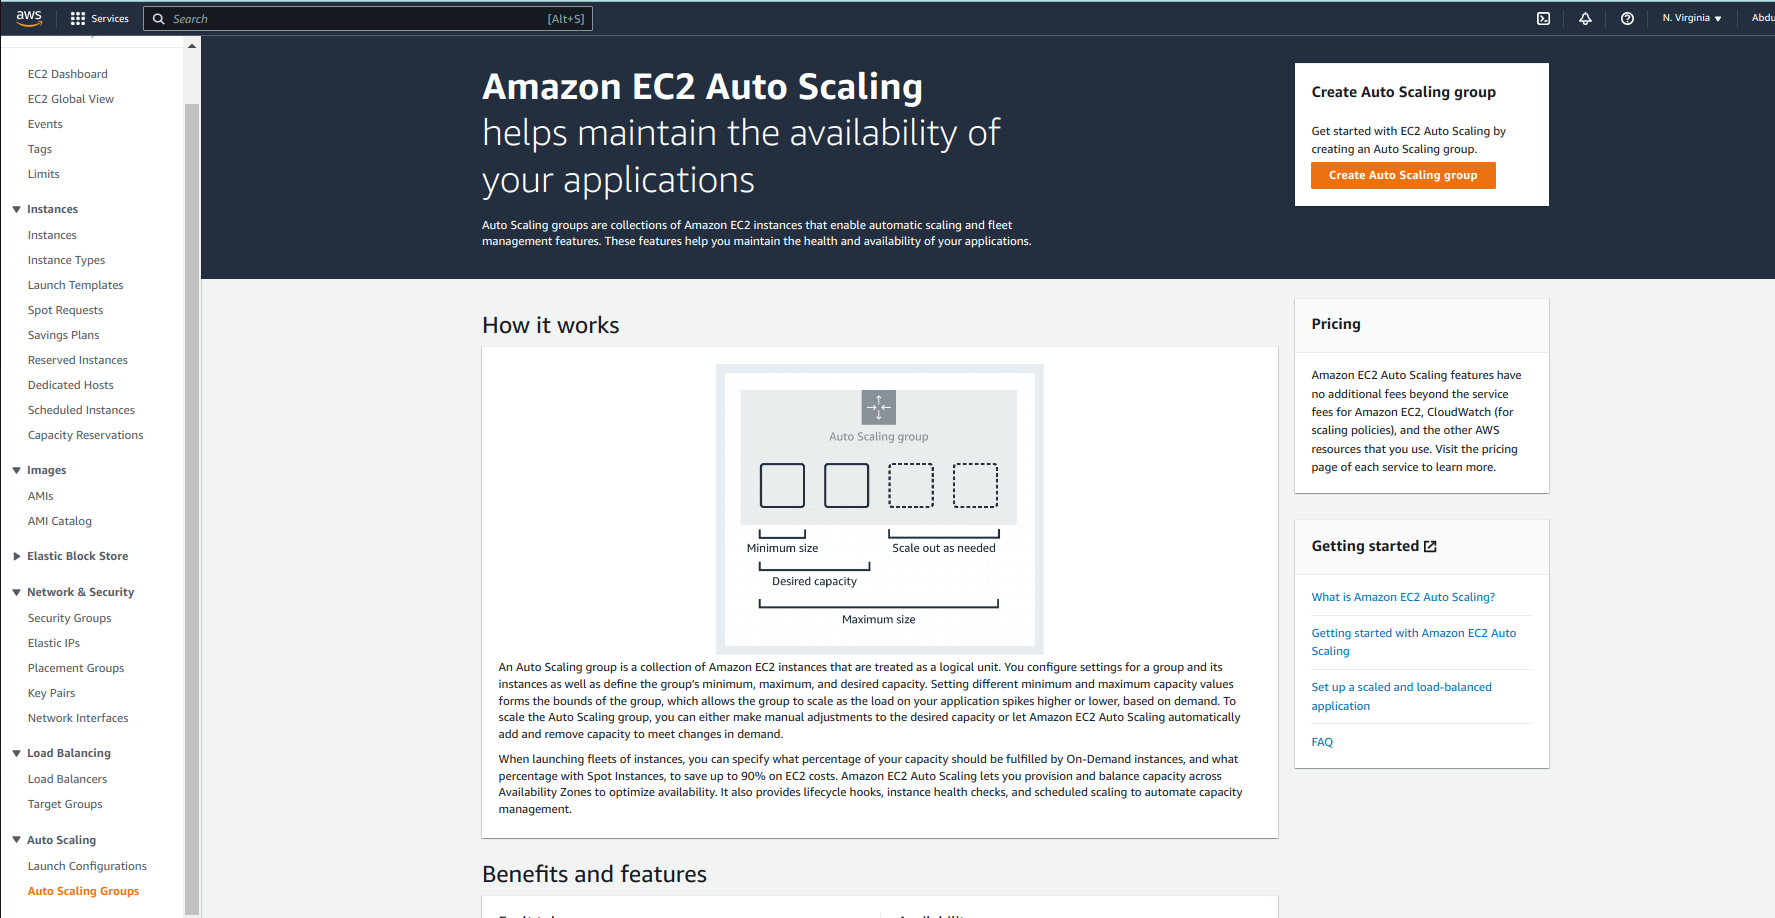 aws
Services
Search
[Alt+S]
N. Virginia
Abdu
EC2 Dashboard
EC2 Global View
Events
Tags
Limits
Instances
Instances
Instance Types
Launch Templates
Spot Requests
Savings Plans
Reserved Instances
Dedicated Hosts
Scheduled Instances
Capacity Reservations
Images
AMIs
AMI Catalog
Elastic Block Store
Network & Security
Security Groups
Elastic IPs
Placement Groups
Key Pairs
Network Interfaces
Load Balancing
Load Balancers
Target Groups
Auto Scaling
Launch Configurations
Auto Scaling Groups
Amazon EC2 Auto Scaling
helps maintain the availability of
your applications
Auto Scaling groups are collections of Amazon EC2 instances that enable automatic scaling and fleet
management features. These features help you maintain the health and availability of your applications.
Create Auto Scaling group
Get started with EC2 Auto Scaling by
creating an Auto Scaling group.
Create Auto Scaling group
How it works
Auto Scaling group
Minimum size
Scale out as needed
Desired capacity
Maximum size
An Auto Scaling group is a collection of Amazon EC2 instances that are treated as a logical unit. You configure settings for a group and its
instances as well as define the group's minimum, maximum, and desired capacity. Setting different minimum and maximum capacity values
forms the bounds of the group, which allows the group to scale as the load on your application spikes higher or lower, based on demand. To
scale the Auto Scaling group, you can either make manual adjustments to the desired capacity or let Amazon EC2 Auto Scaling automatically
add and remove capacity to meet changes in demand.
When launching fleets of instances, you can specify what percentage of your capacity should be fulfilled by On-Demand instances, and what
percentage with Spot Instances, to save up to 90% on EC2 costs. Amazon EC2 Auto Scaling lets you provision and balance capacity across
Availability Zones to optimize availability. It also provides lifecycle hooks, instance health checks, and scheduled scaling to automate capacity
management.
Pricing
Amazon EC2 Auto Scaling features have
no additional fees beyond the service
fees for Amazon EC2, CloudWatch (for
scaling policies), and the other AWS
resources that you use. Visit the pricing
page of each service to learn more.
Getting started
What is Amazon EC2 Auto Scaling?
Getting started with Amazon EC2 Auto
Scaling
Set up a scaled and load-balanced
application
FAQ
Benefits and features